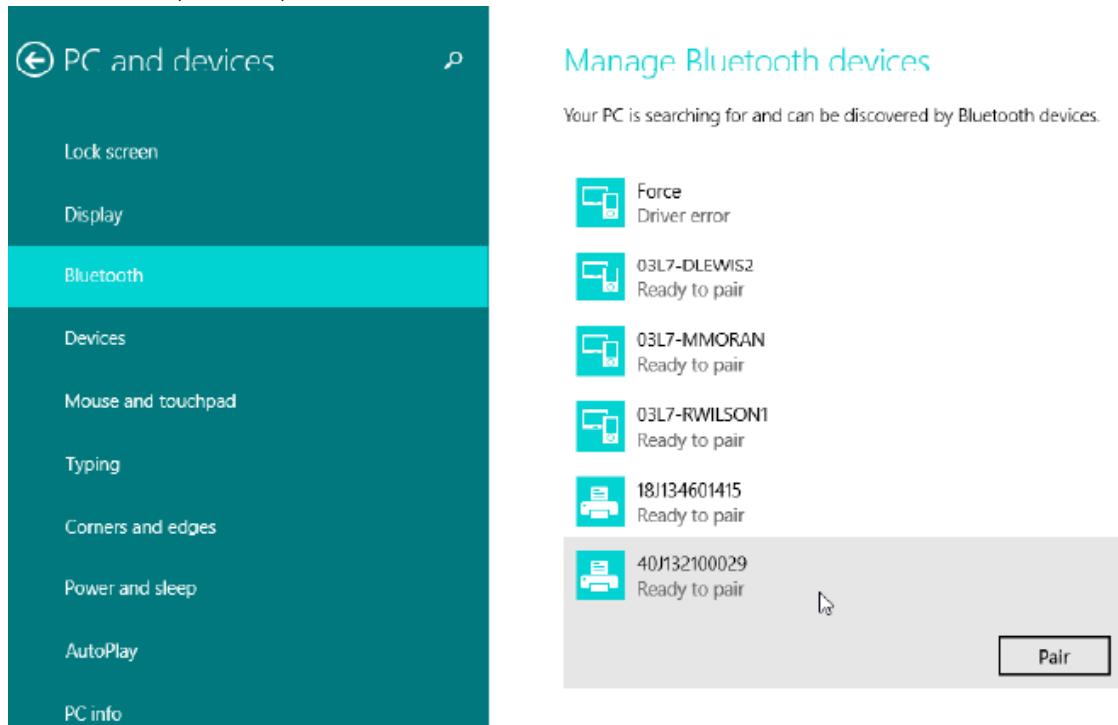 PC and devices
Lock screen
Display
Bluetooth
Devices
Mouse and touchpad
Typing
Corners and edges
Power and sleep
AutoPlay
PC info
Manage Bluetooth devices
Your PC is searching for and can be discovered by Bluetooth devices.
Force
Driver error
03L7-DLEWIS2
Ready to pair
03L7-MMORAN
Ready to pair
03L7-RWILSON1
Ready to pair
18J134601415
Ready to pair
40J132100029
Ready to pair
Pair